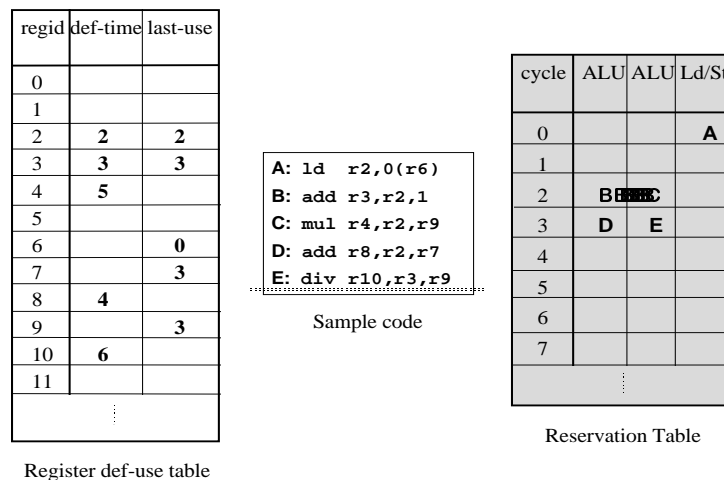 regid def-time last-use
0
1
2 2 2
3 3 3
4 5
5
6 0
7 3
8 4
9 3
10 6
11
Register def-use table
A: ld r2,0(r6)
B: add r3,r2,1
C: mul r4,r2,r9
D: add r8,r2,r7
E: div r10,r3,r9
Sample code
cycle ALU ALU Ld/St
0 A
1
2 B C
3 D E
4
5
6
7
Reservation Table